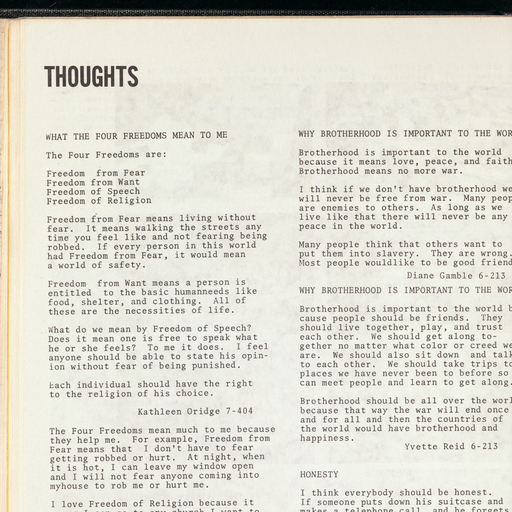 THOUGHTS
WHAT THE FOUR FREEDOMS MEAN TO ME
The Four Freedoms are:
Freedom from Fear
Freedom from Want
Freedom of Speech
Freedom of Religion
Freedom from Fear means living without
fear. It means walking the streets any
time you feel like and not fearing being
robbed. If every person in this world
had Freedom from Fear, it would mean
a world of safety.
Freedom from Want means a person is
entitled to the basic humanneeds like
food, shelter, and clothing. All of
these are the necessities of life.
What do we mean by Freedom of Speech?
Does it mean one is free to speak what
he or she feels? To me it does. I feel
anyone should be able to state his opin-
ion without fear of being punished.
Each individual should have the right
to the religion of his choice.
Kathleen Oridge 7-404
The Four Freedoms mean much to me because
they help me. For example, Freedom from
Fear means that I don't have to fear
getting robbed or hurt. At night, when
it is hot, I can leave my window open
and I will not fear anyone coming into
myhouse to rob me or hurt me.
I love Freedom of Religion because it
WHY BROTHERHOOD IS IMPORTANT TO THE WOR
Brotherhood is important to the world
because it means love, peace, and faith
Brotherhood means no more war.
I think if we don't have brotherhood we
will never be free from war. Many peop
are enemies to others. As long as we
live like that there will never be any
peace in the world.
Many people think that others want to
put them into slavery. They are wrong.
Most people wouldlike to be good friend
Diane Gamble 6-213
WHY BROTHERHOOD IS IMPORTANT TO THE WOR
Brotherhood is important to the world b
cause people should be friends. They
should live together, play, and trust
each other. We should get along to-
gether no matter what color or creed we
are. We should also sit down and talk
to each other. We should take trips to
places we have never been to before so
can meet people and learn to get along.
Brotherhood should be all over the worl
because that way the war will end once
and for all and then the countries of
the world would have brotherhood and
happiness.
Yvette Reid 6-213
HONESTY
I think everybody should be honest.
If someone puts down his suitcase and
makes a telephone call, and he forgets